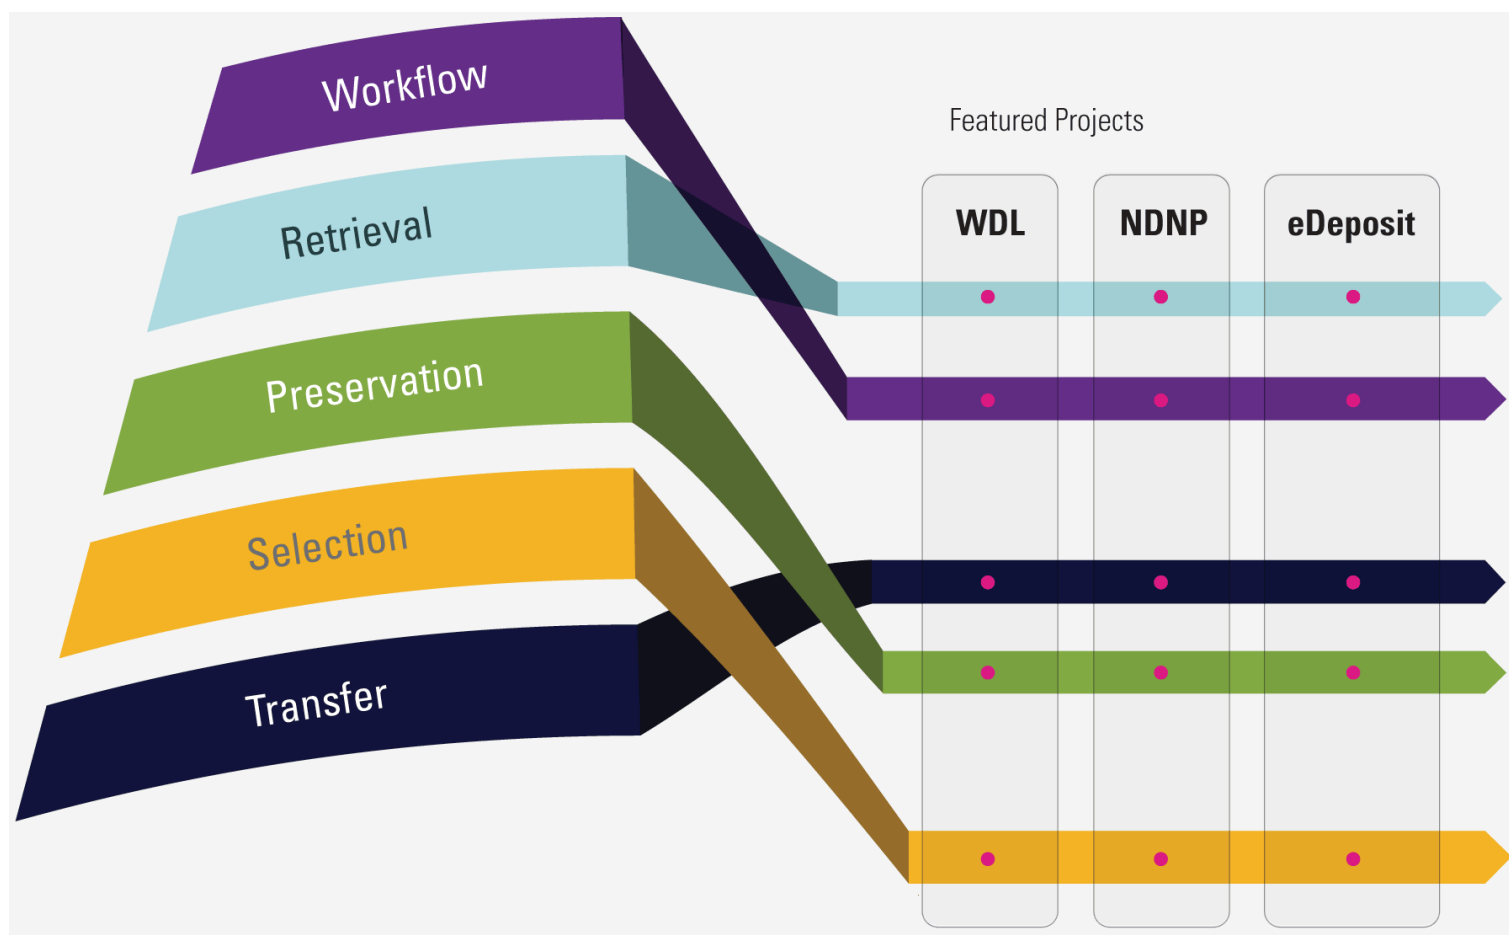 Workflow
Retrieval
Preservation
Selection
Transfer
Featured Projects
WDL
NDNP
eDeposit